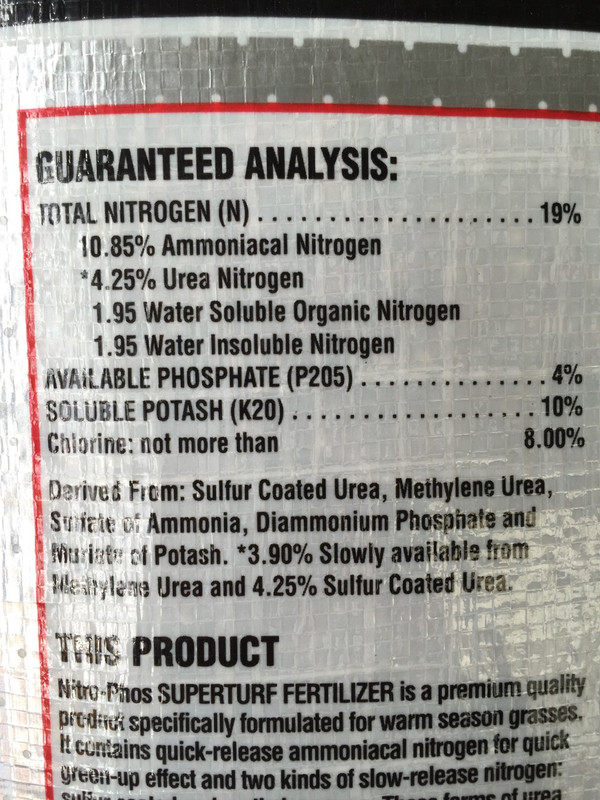 GUARANTEED ANALYSIS:
TOTAL NITROGEN (N) . . . . . . . . . . . . . . . . . . . . . . . 19%
10.85% Ammoniacal Nitrogen
*4.25% Urea Nitrogen
1.95 Water Soluble Organic Nitrogen
1.95 Water Insoluble Nitrogen
AVAILABLE PHOSPHATE (P205) . . . . . . . . . . . . . . . 4%
SOLUBLE POTASH (K20) . . . . . . . . . . . . . . . . . . . . 10%
Chlorine: not more than 8.00%
Derived From: Sulfur Coated Urea, Methylene Urea,
Sulfate of Ammonia, Diammonium Phosphate and
Muriate of Potash. *3.90% Slowly available from
Methylene Urea and 4.25% Sulfur Coated Urea.
THIS PRODUCT
Nitro-Phos SUPERTURF FERTILIZER is a premium quality
product specifically formulated for warm season grasses.
It contains quick-release ammoniacal nitrogen for quick
green-up effect and two kinds of slow-release nitrogen:
These forms of urea